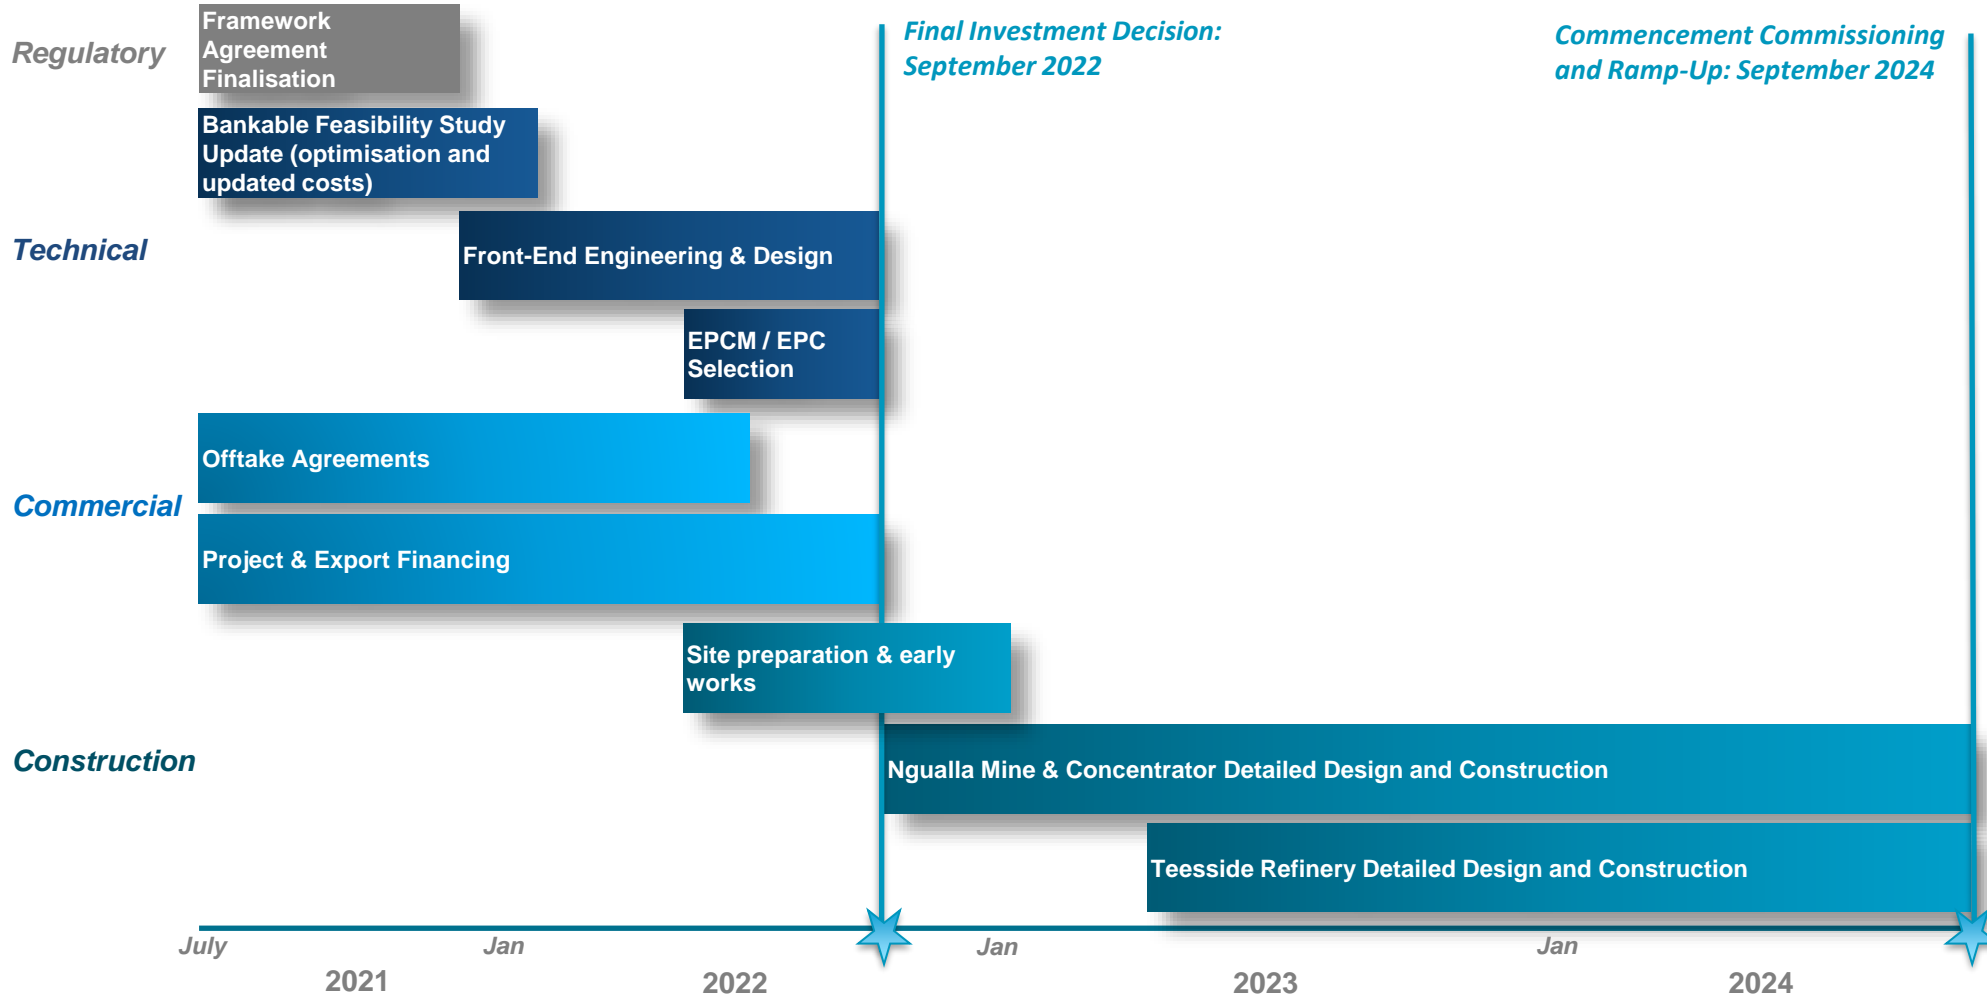 Regulatory
Framework
Agreement
Finalisation
Final Investment Decision:
September 2022
Commencement Commissioning
and Ramp-Up: September 2024
Bankable Feasibility Study
Update (optimisation and
updated costs)
Technical
Front-End Engineering & Design
EPCM / EPC
Selection
Offtake Agreements
Commercial
Project & Export Financing
Site preparation & early
works
Construction
Ngualla Mine & Concentrator Detailed Design and Construction
Teesside Refinery Detailed Design and Construction
July
Jan
Jan
Jan
2021
2022
2023
2024